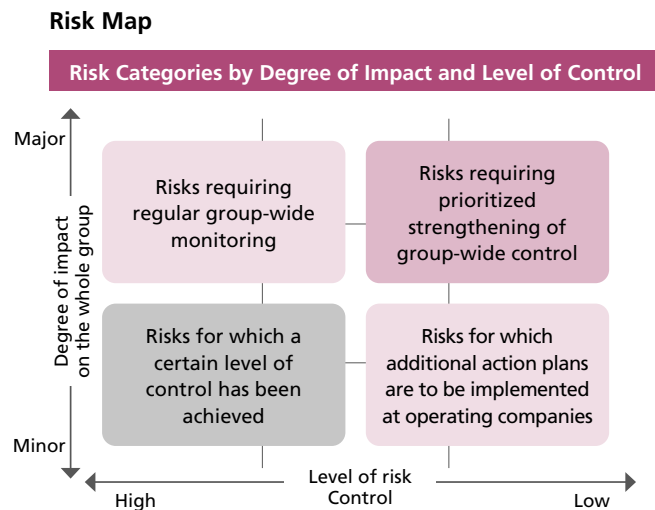 Risk Map
Risk Categories by Degree of Impact and Level of Control
Major
Risks requiring
regular group-wide
monitoring
Risks requiring
prioritized
strengthening of
group-wide control
Degree of impact
on the whole group
Risks for which a
certain level of
control has been
achieved
Risks for which
additional action plans
are to be implemented
at operating companies
Minor
High
Level of risk
Control
Low